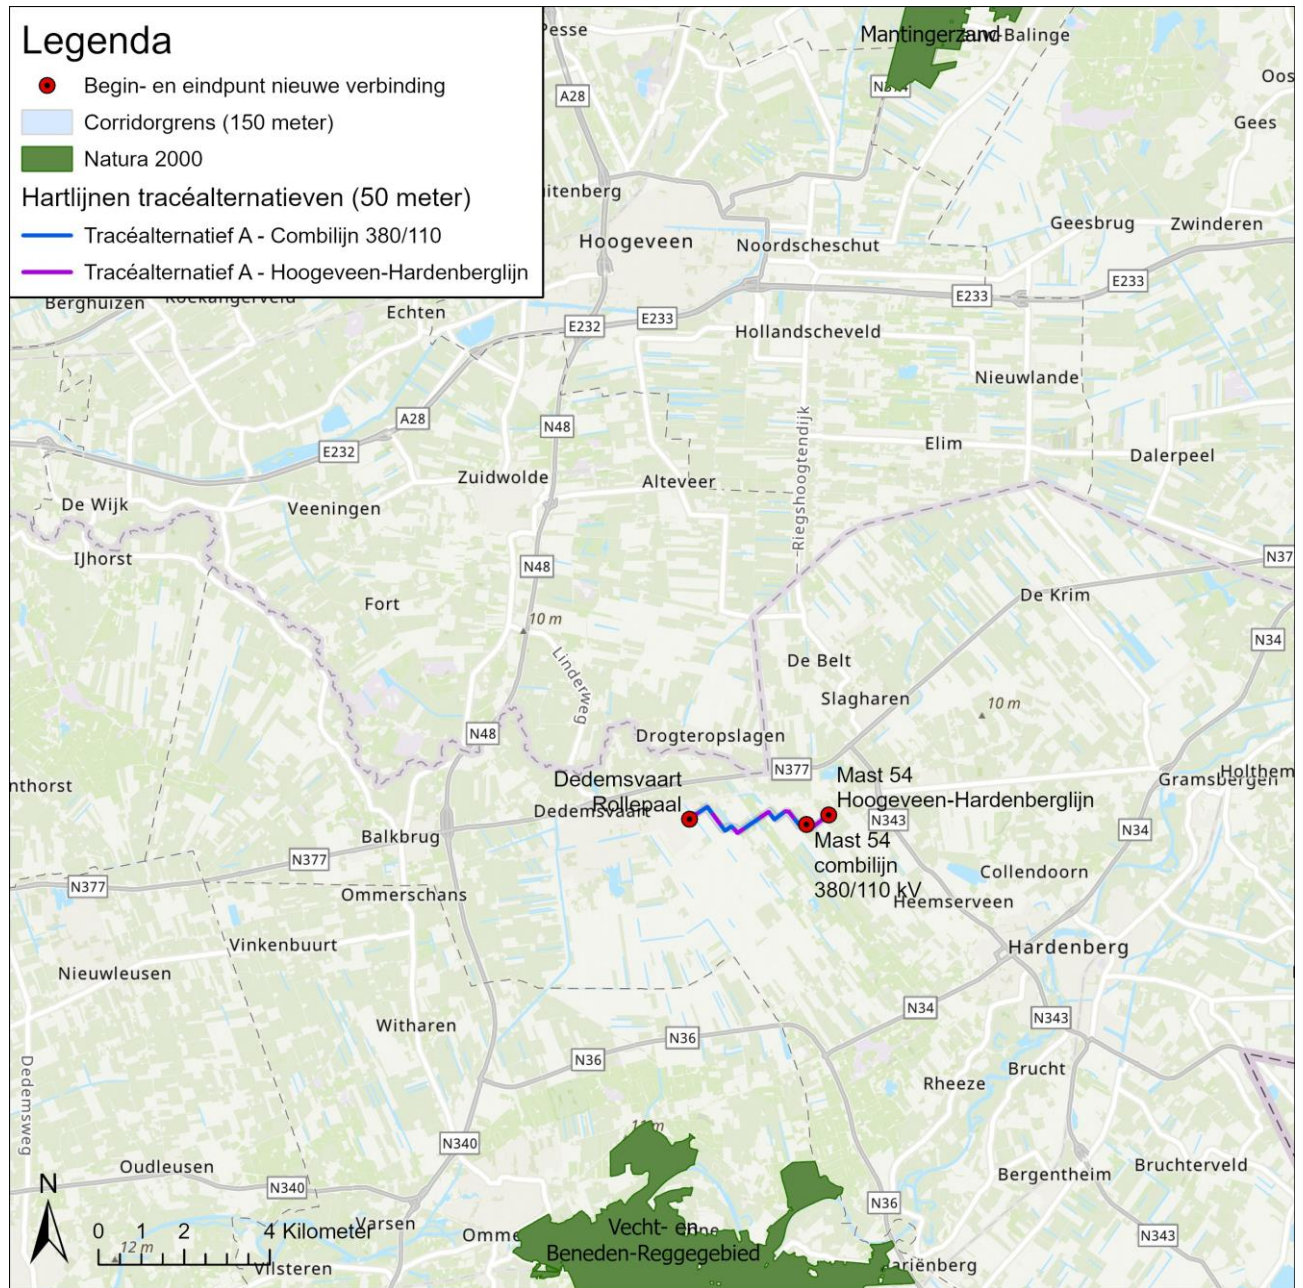 Legenda
Begin- en eindpunt nieuwe verbinding
Corridorgrens (150 meter)
Natura 2000
Hartlijnen tracéalternatieven (50 meter)
Tracéalternatief A - Combilijn 380/110
Tracéalternatief A - Hoogeveen-Hardenberglijn
Mantingerzand
-Balinge
A28
Gees
Geesbrug
Zwinderen
Hoogeveen
Noordscheschut
E233
E233
Berghuizen
Echten
E232
E233
Hollandscheveld
Nieuwlande
A28
N48
E232
Elim
Dalerpeel
Riegshoogtendijk
Zuidwolde
Alteveer
De Wijk
Veeningen
IJhorst
N48
N37
Fort
De Krim
10 m
N34
Linderweg
De Belt
Slagharen
10 m
N48
Drogteropslagen
N377
Dedemsvaart
Rollepaal
Mast 54
Hoogeveen-Hardenberglijn
Gramsbergen
Dedemsvaart
N343
N34
Balkbrug
Mast 54
combilijn
380/110 kV
N377
N377
Collendoorn
Ommerschans
Heemserveen
Vinkenbuurt
Hardenberg
Nieuwleusen
N34
N343
Witharen
N36
N36
Brucht
Rheeze
Dedemsweg
N340
Oudleusen
Bergentheim
Bruchterveld
N
N340
N36
0 1 2 4 Kilometer
Varsen
Vecht- en
Beneden-Reggegebied
N343
12 m
Vilsteren